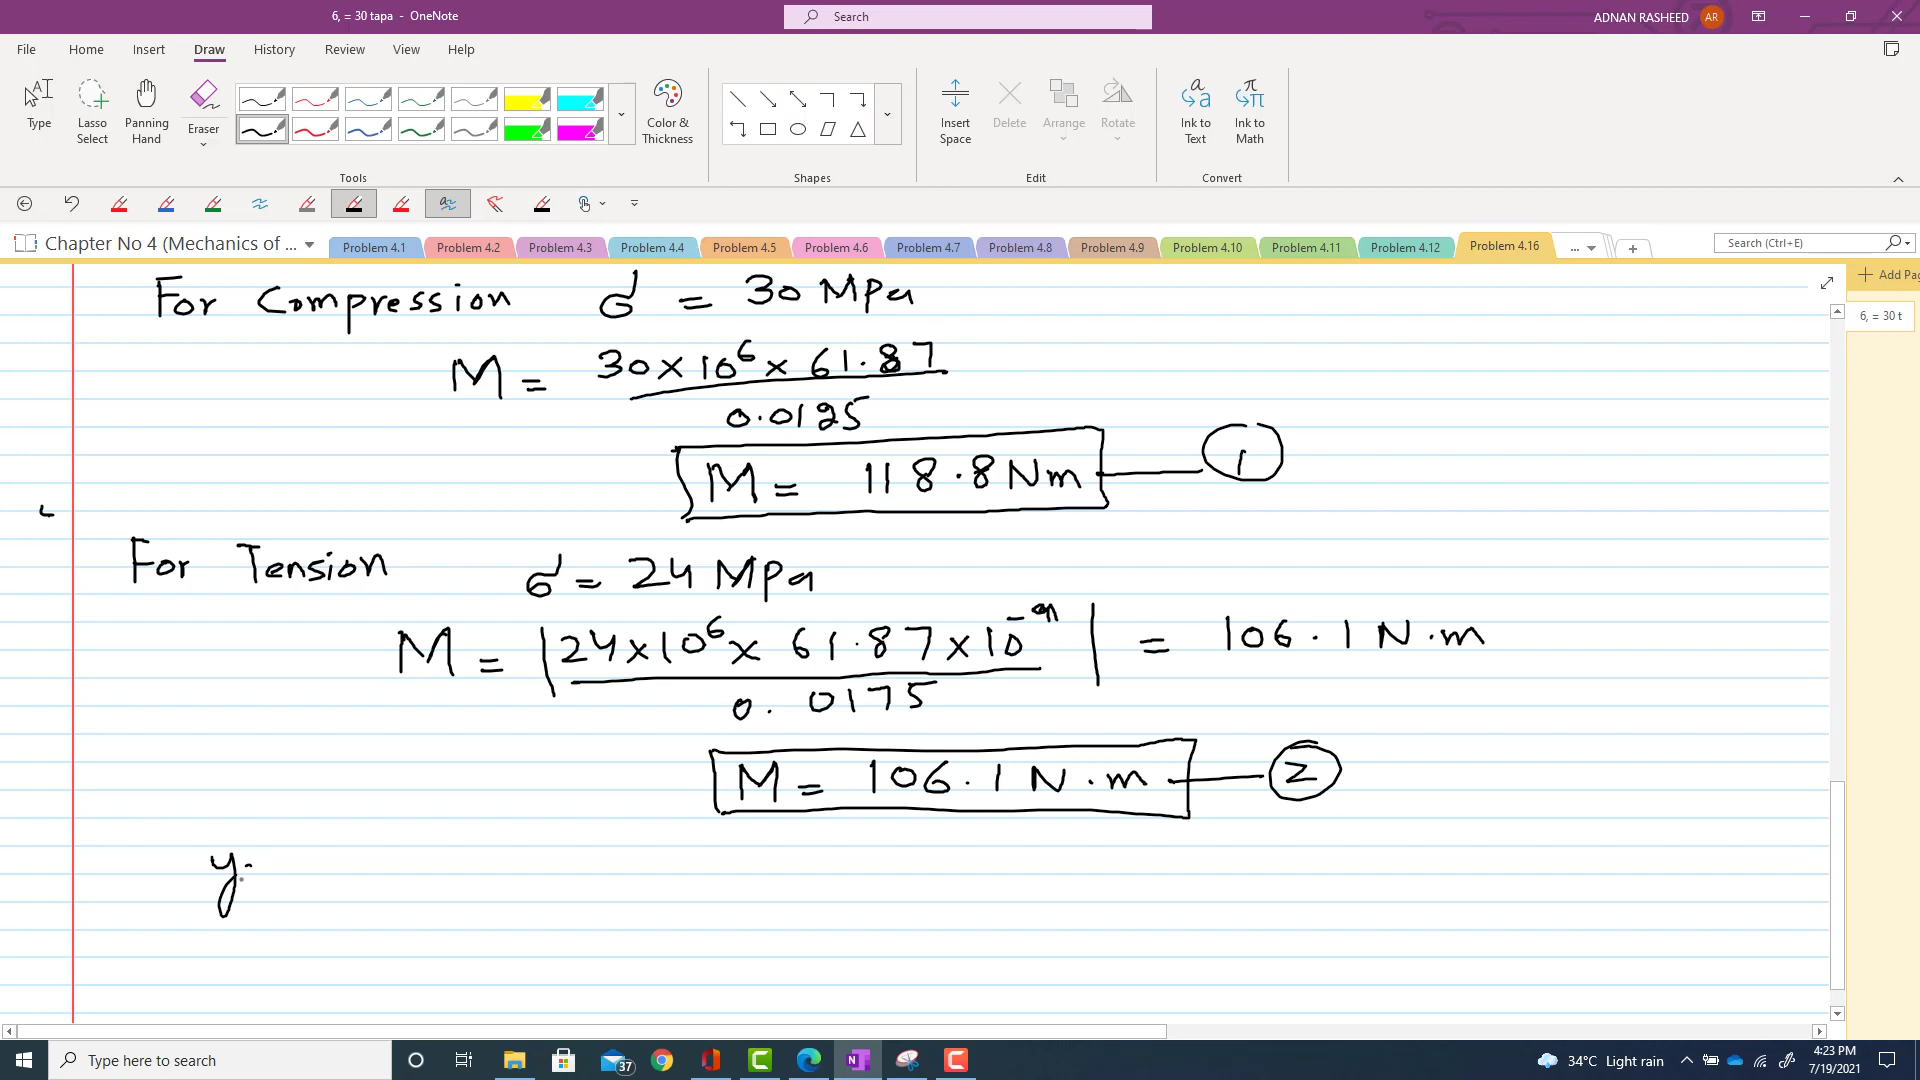 6, = 30 tapa - OneNote
Search
ADNAN RASHEED AR
File Home Insert Draw History Review View Help
Type
Lasso Select
Panning Hand
Eraser
Color & Thickness
Insert Space
Delete
Arrange
Rotate
Ink to Text
Ink to Math
Tools Shapes Edit Convert
Chapter No 4 (Mechanics of ...
Problem 4.1 Problem 4.2 Problem 4.3 Problem 4.4 Problem 4.5 Problem 4.6 Problem 4.7 Problem 4.8 Problem 4.9 Problem 4.10 Problem 4.11 Problem 4.12 Problem 4.16 ...
Search (Ctrl+E)
Add Pag
6, = 30 t
For Compression σ = 30 MPa
M = 30×10⁶ × 61.87
0.0125
M = 118.8 Nm 1
For Tension σ = 24 MPa
M = |24×10⁶× 61.87×10⁻⁹| = 106.1 N.m
0.0175
M = 106.1 N.m 2
y
Type here to search
37
34°C Light rain
4:23 PM
7/19/2021